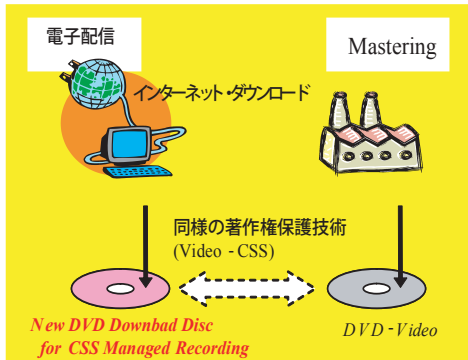 電子配信
Mastering
インターネット・ダウンロード
同様の著作権保護技術
(Video - CSS)
New DVD Downbad Disc
for CSS Managed Recording
DVD - Video